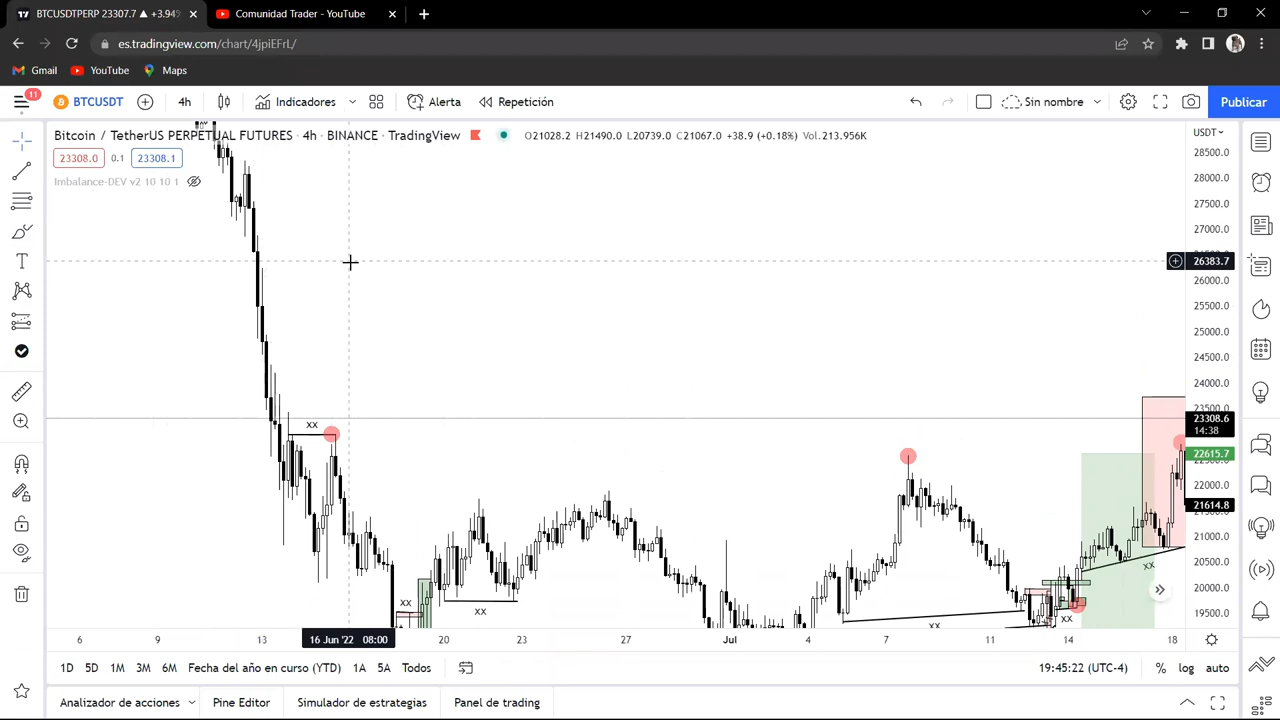 BTCUSDTPERP 23307.7 ▲ +3.94%
Comunidad Trader - YouTube
es.tradingview.com/chart/4jpiEFrL/
Gmail
YouTube
Maps
11
BTCUSDT
4h
Indicadores
Alerta
Repetición
Sin nombre
Publicar
Bitcoin / TetherUS PERPETUAL FUTURES · 4h · BINANCE · TradingView
O21028.2 H21490.0 L20739.0 C21067.0 +38.9 (+0.18%) Vol.213.956K
USDT
23308.0
0.1
23308.1
Imbalance-DEV v2 10 10 1
28500.0
28000.0
27500.0
27000.0
26383.7
26000.0
25500.0
25000.0
24500.0
24000.0
23500.0
23308.6
14:38
22615.7
22000.0
21614.8
21000.0
20500.0
20000.0
19500.0
xx
xx
xx
xx
xx
xx
6
9
13
16 Jun '22 08:00
20
23
27
Jul
4
7
11
14
18
1D
5D
1M
3M
6M
Fecha del año en curso (YTD)
1A
5A
Todos
19:45:22 (UTC-4)
%
log
auto
Analizador de acciones
Pine Editor
Simulador de estrategias
Panel de trading